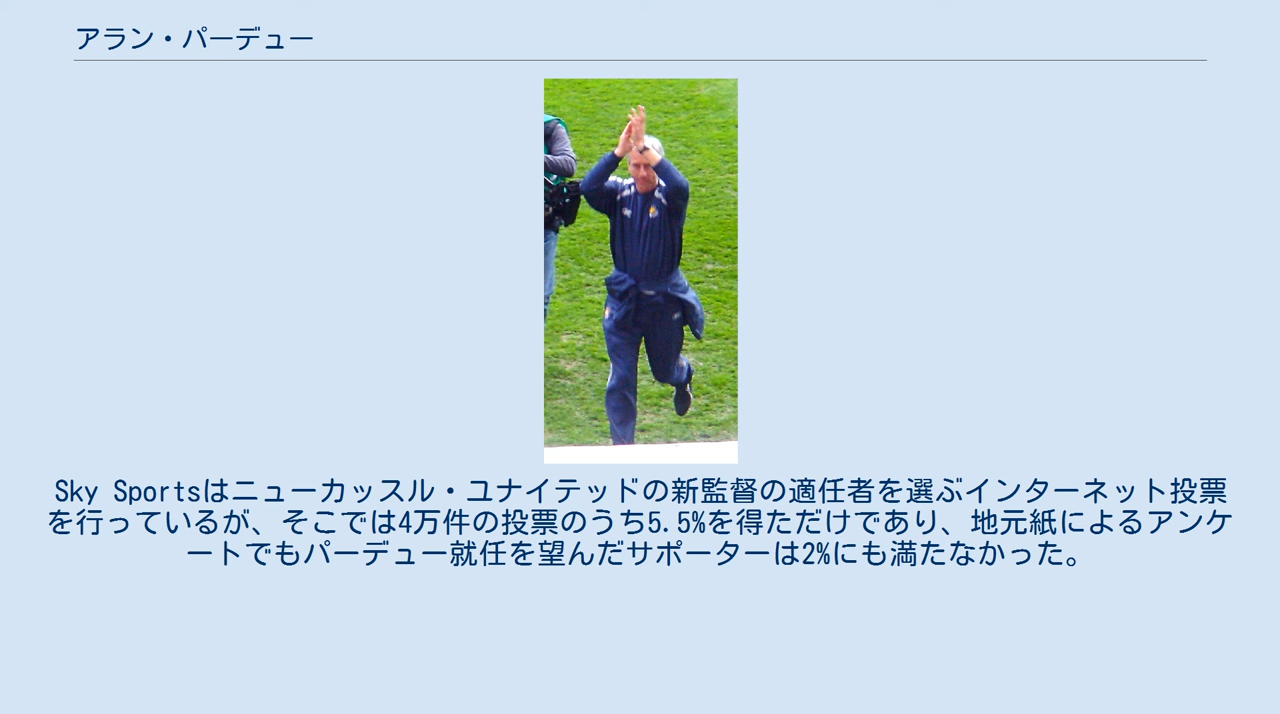 アラン・パーデュー
Sky Sportsはニューカッスル・ユナイテッドの新監督の適任者を選ぶインターネット投票
を行っているが、そこでは4万件の投票のうち5.5%を得ただけであり、地元紙によるアンケ
ートでもパーデュー就任を望んだサポーターは2%にも満たなかった。